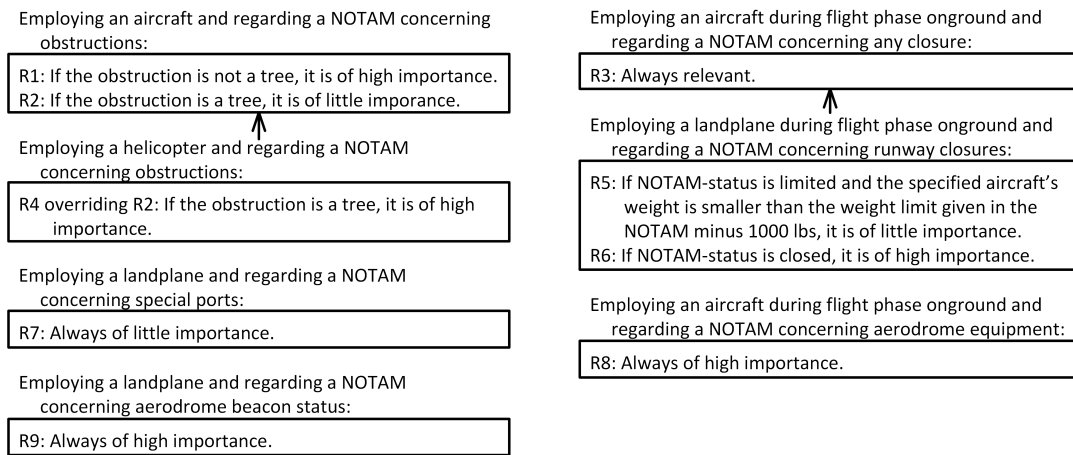 Employing an aircraft and regarding a NOTAM concerning
obstructions:
R1: If the obstruction is not a tree, it is of high importance.
R2: If the obstruction is a tree, it is of little imporance.
Employing a helicopter and regarding a NOTAM
concerning obstructions:
R4 overriding R2: If the obstruction is a tree, it is of high
importance.
Employing a landplane and regarding a NOTAM
concerning special ports:
R7: Always of little importance.
Employing a landplane and regarding a NOTAM
concerning aerodrome beacon status:
R9: Always of high importance.
Employing an aircraft during flight phase onground and
regarding a NOTAM concerning any closure:
R3: Always relevant.
Employing a landplane during flight phase onground and
regarding a NOTAM concerning runway closures:
R5: If NOTAM-status is limited and the specified aircraft’s
weight is smaller than the weight limit given in the
NOTAM minus 1000 lbs, it is of little importance.
R6: If NOTAM-status is closed, it is of high importance.
Employing an aircraft during flight phase onground and
regarding a NOTAM concerning aerodrome equipment:
R8: Always of high importance.